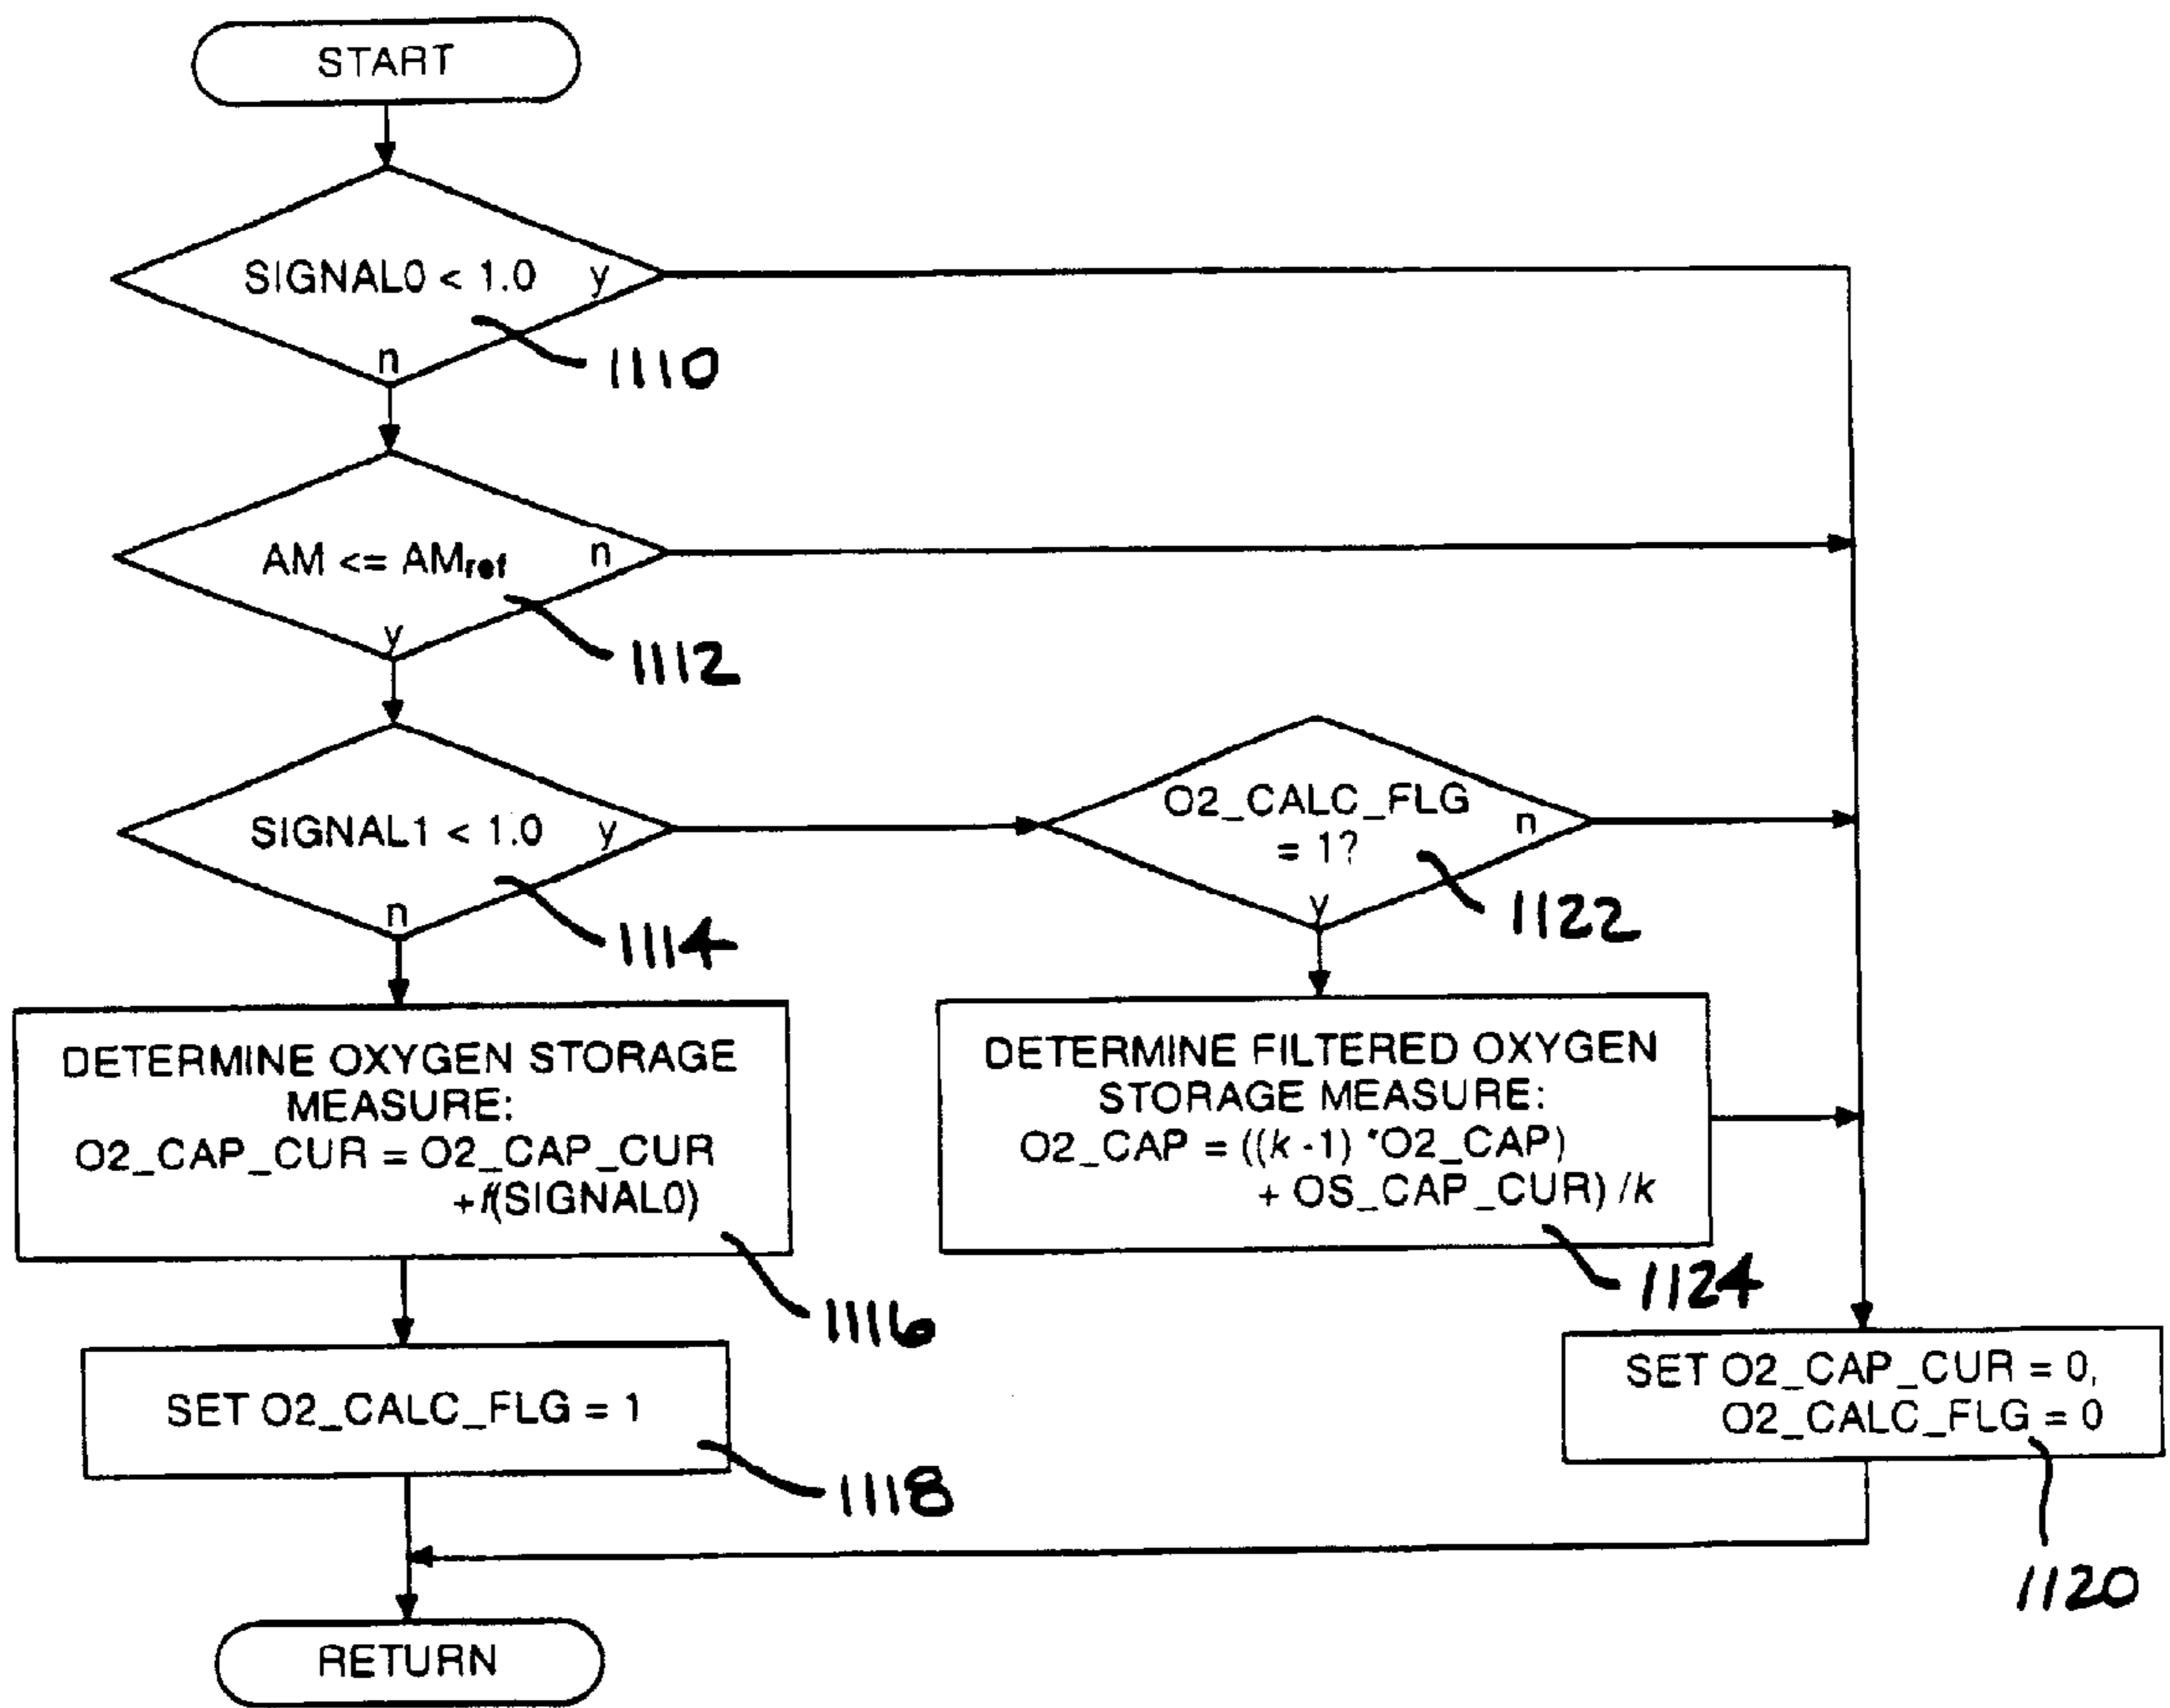 START
SIGNAL0 < 1.0 y
n
1110
AM <= AMref n
y
1112
SIGNAL1 < 1.0 y
n
1114
O2_CALC_FLG
= 1?
n
y
1122
DETERMINE OXYGEN STORAGE
MEASURE:
O2_CAP_CUR = O2_CAP_CUR
+f(SIGNAL0)
1116
DETERMINE FILTERED OXYGEN
STORAGE MEASURE:
O2_CAP = ((k -1) *O2_CAP)
+ OS_CAP_CUR) /k
1124
SET O2_CALC_FLG = 1
1118
SET O2_CAP_CUR = 0,
O2_CALC_FLG = 0
1120
RETURN